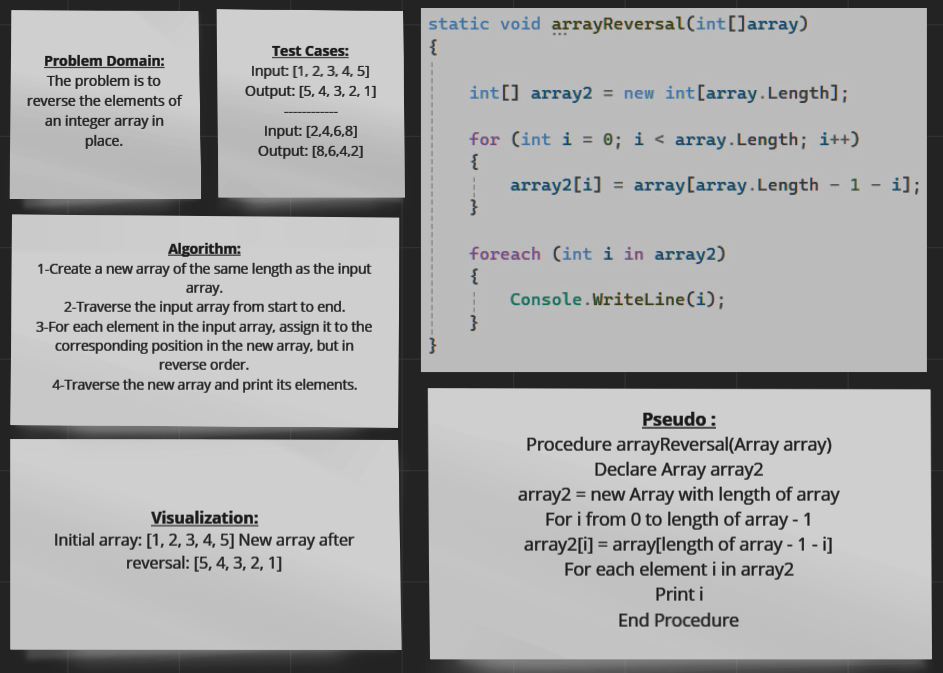 Problem Domain:
The problem is to
reverse the elements of
an integer array in
place.
Test Cases:
Input: [1, 2, 3, 4, 5]
Output: [5, 4, 3, 2, 1]
------------
Input: [2,4,6,8]
Output: [8,6,4,2]
Algorithm:
1-Create a new array of the same length as the input
array.
2-Traverse the input array from start to end.
3-For each element in the input array, assign it to the
corresponding position in the new array, but in
reverse order.
4-Traverse the new array and print its elements.
Visualization:
Initial array: [1, 2, 3, 4, 5] New array after
reversal: [5, 4, 3, 2, 1]
static void arrayReversal(int[]array)
{
int[] array2 = new int[array.Length];
for (int i = 0; i < array.Length; i++)
{
array2[i] = array[array.Length - 1 - i];
}
foreach (int i in array2)
{
Console.WriteLine(i);
}
}
Pseudo :
Procedure arrayReversal(Array array)
Declare Array array2
array2 = new Array with length of array
For i from 0 to length of array - 1
array2[i] = array[length of array - 1 - i]
For each element i in array2
Print i
End Procedure